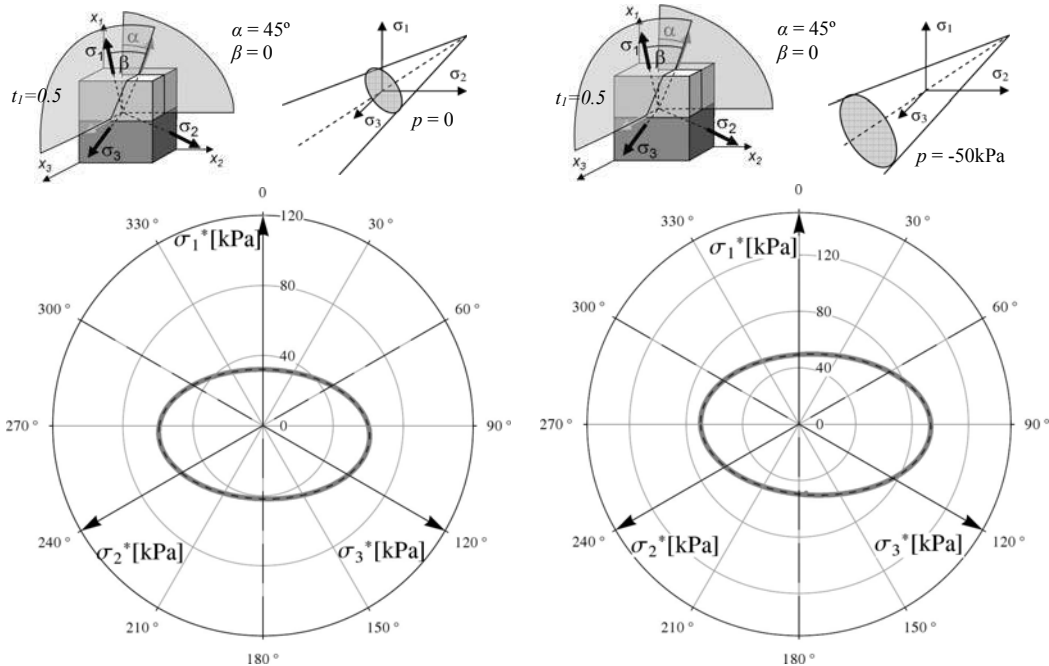 x₁
α
σ₁
β
α = 45º
β = 0
t₁=0.5
σ₂
σ₃
x₂
x₃
σ₁
σ₂
σ₃
p = 0
0
30 °
60 °
90 °
120 °
150 °
180 °
210 °
240 °
270 °
300 °
330 °
120
80
40
0
σ₁*[kPa]
σ₂*[kPa]
σ₃*[kPa]
x₁
α
σ₁
β
α = 45º
β = 0
t₁=0.5
σ₂
σ₃
x₂
x₃
σ₁
σ₂
σ₃
p = -50kPa
0
30 °
60 °
90 °
120 °
150 °
180 °
210 °
240 °
270 °
300 °
330 °
120
80
40
0
σ₁*[kPa]
σ₂*[kPa]
σ₃*[kPa]